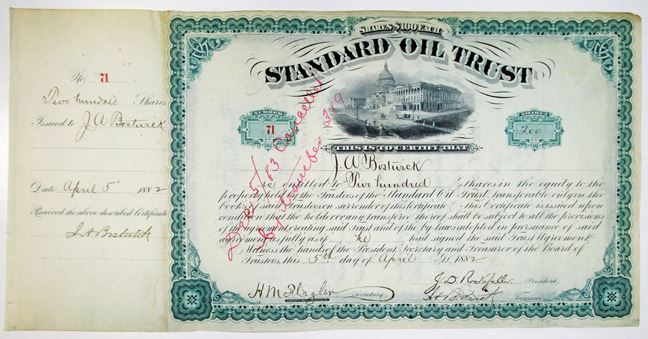 No. 71
Two hundred Shares
Issued to J A Bostwick
Date April 5 1882
Received the above described Certificate
J A Bostwick
SHARES $100 EACH
STANDARD OIL TRUST
NUMBER
71
SHARES
200
THIS IS TO CERTIFY THAT
J A Bostwick
is entitled to Two hundred Shares in the equity to the
property held by the Trustees of the Standard Oil Trust, transferable only on the
books of said Trustees on surrender of this Certificate. This Certificate is issued upon
condition that the holder or any transferee thereof shall be subject to all the provisions
of the agreement creating said Trust and of the by-laws adopted in pursuance of said
agreement as fully as if he had signed the said Trust Agreement.
Witness the hands of the President, Secretary and Treasurer of the Board of
Trustees this 5th day of April 1882
Cancelled
J. D. Rockefeller President,
H M Flagler Secretary
J A Bostwick Treasurer